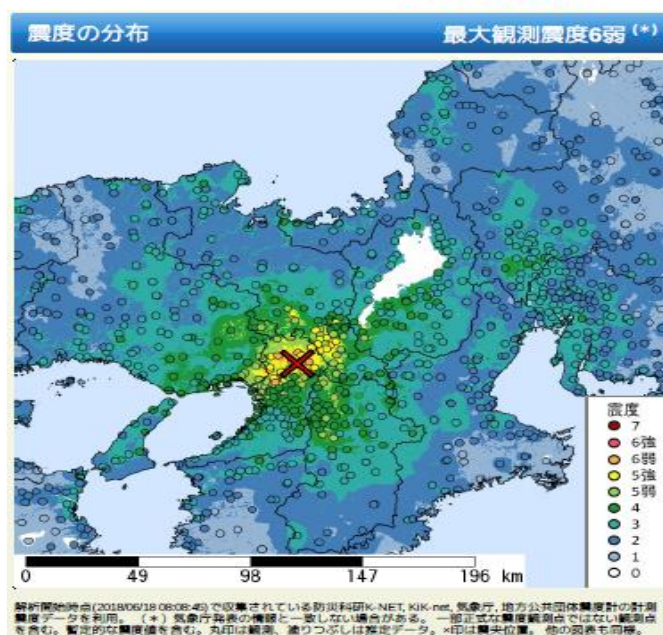 震度の分布
最大観測震度6弱(*)
震度
7
6強
6弱
5強
5弱
4
3
2
1
0
0 49 98 147 196 km
解析開始時点(2018/06/18 08:08:45)で収集されている防災科研K-NET, KiK-net, 気象庁, 地方公共団体震度計の計測
震度データを利用。 (*) 気象庁発表の情報と一致しない場合がある。 一部正式な震度観測点ではない観測点
を含む。暫定的な震度値を含む。丸印は観測、塗りつぶしは推定データ。×印は震央位置。 他の図表も同様。